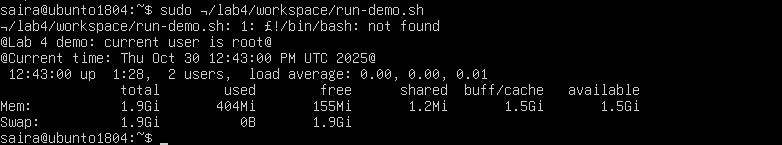 saira@ubunto1804:~$ sudo ¬/lab4/workspace/run-demo.sh
¬/lab4/workspace/run-demo.sh: 1: £!/bin/bash: not found
@Lab 4 demo: current user is root@
@Current time: Thu Oct 30 12:43:00 PM UTC 2025@
 12:43:00 up  1:28,  2 users,  load average: 0.00, 0.00, 0.01
              total        used        free      shared  buff/cache   available
Mem:          1.9Gi       404Mi       155Mi       1.2Mi       1.5Gi       1.5Gi
Swap:         1.9Gi          0B       1.9Gi
saira@ubunto1804:~$